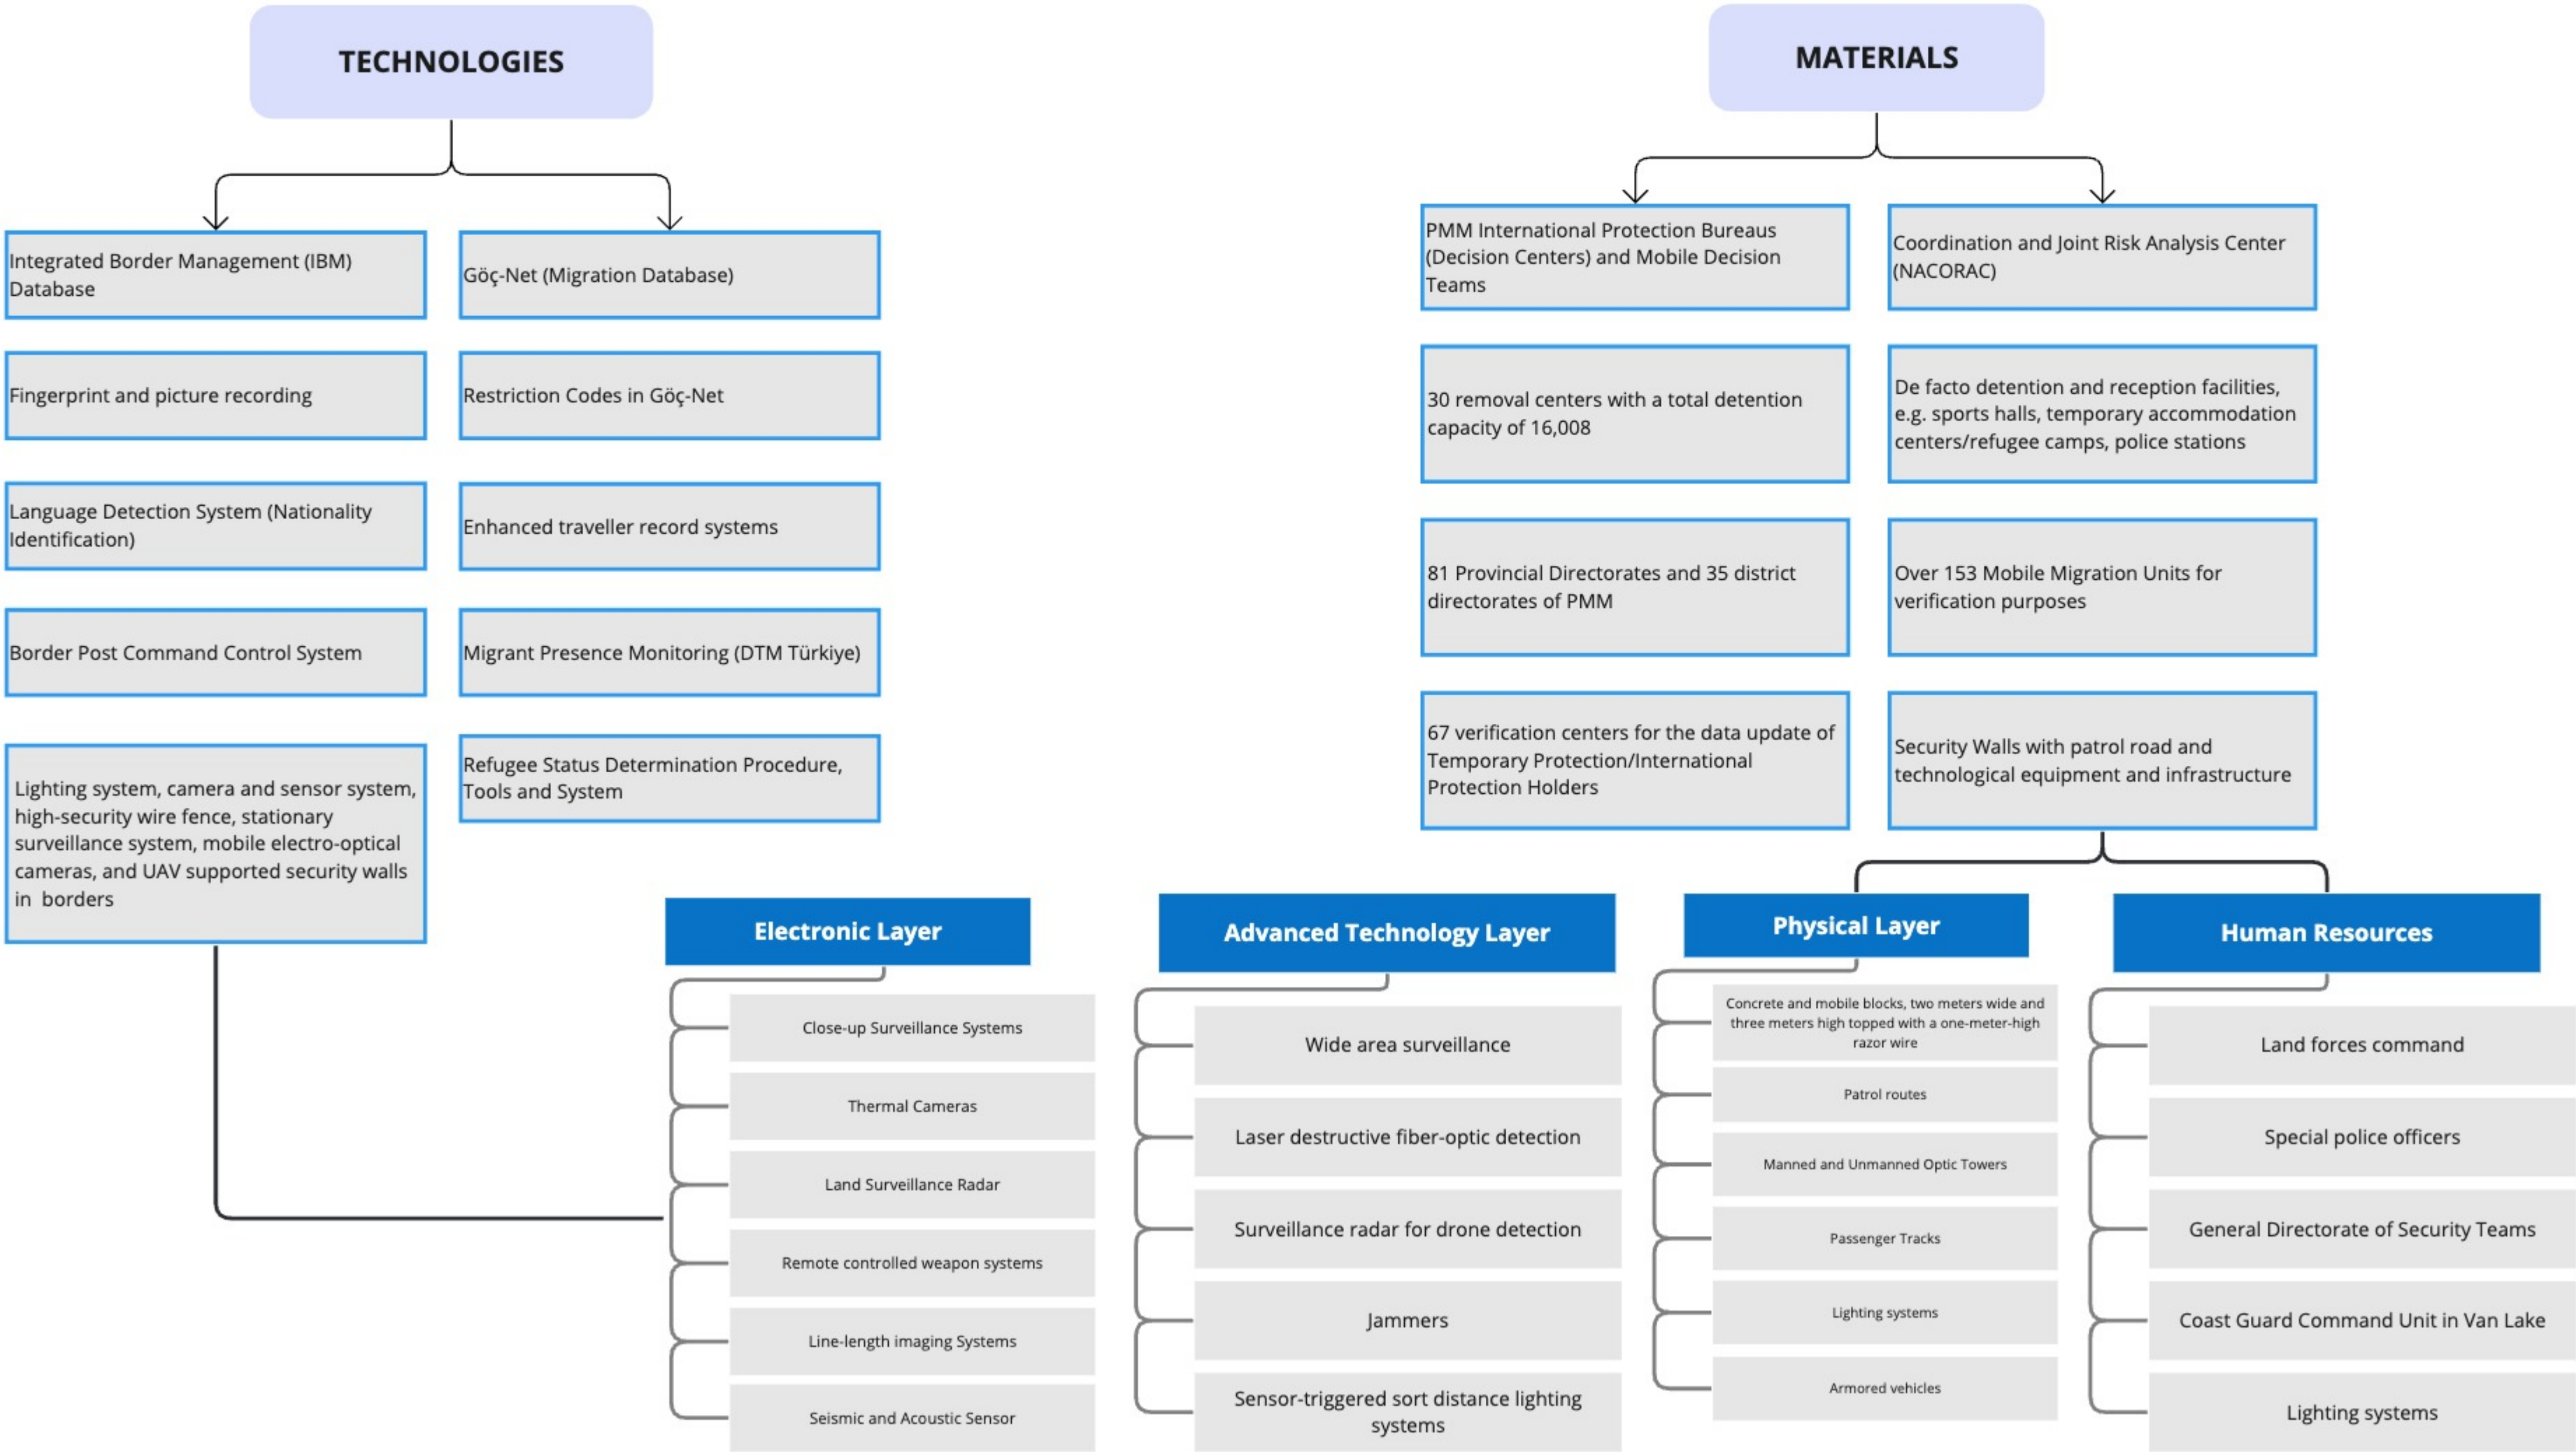 TECHNOLOGIES
Integrated Border Management (IBM)
Database
Göç-Net (Migration Database)
Fingerprint and picture recording
Restriction Codes in Göç-Net
Language Detection System (Nationality
Identification)
Enhanced traveller record systems
Border Post Command Control System
Migrant Presence Monitoring (DTM Türkiye)
Lighting system, camera and sensor system,
high-security wire fence, stationary
surveillance system, mobile electro-optical
cameras, and UAV supported security walls
in borders
Refugee Status Determination Procedure,
Tools and System
MATERIALS
PMM International Protection Bureaus
(Decision Centers) and Mobile Decision
Teams
Coordination and Joint Risk Analysis Center
(NACORAC)
30 removal centers with a total detention
capacity of 16,008
De facto detention and reception facilities,
e.g. sports halls, temporary accommodation
centers/refugee camps, police stations
81 Provincial Directorates and 35 district
directorates of PMM
Over 153 Mobile Migration Units for
verification purposes
67 verification centers for the data update of
Temporary Protection/International
Protection Holders
Security Walls with patrol road and
technological equipment and infrastructure
Electronic Layer
Close-up Surveillance Systems
Thermal Cameras
Land Surveillance Radar
Remote controlled weapon systems
Line-length imaging Systems
Seismic and Acoustic Sensor
Advanced Technology Layer
Wide area surveillance
Laser destructive fiber-optic detection
Surveillance radar for drone detection
Jammers
Sensor-triggered sort distance lighting
systems
Physical Layer
Concrete and mobile blocks, two meters wide and
three meters high topped with a one-meter-high
razor wire
Patrol routes
Manned and Unmanned Optic Towers
Passenger Tracks
Lighting systems
Armored vehicles
Human Resources
Land forces command
Special police officers
General Directorate of Security Teams
Coast Guard Command Unit in Van Lake
Lighting systems